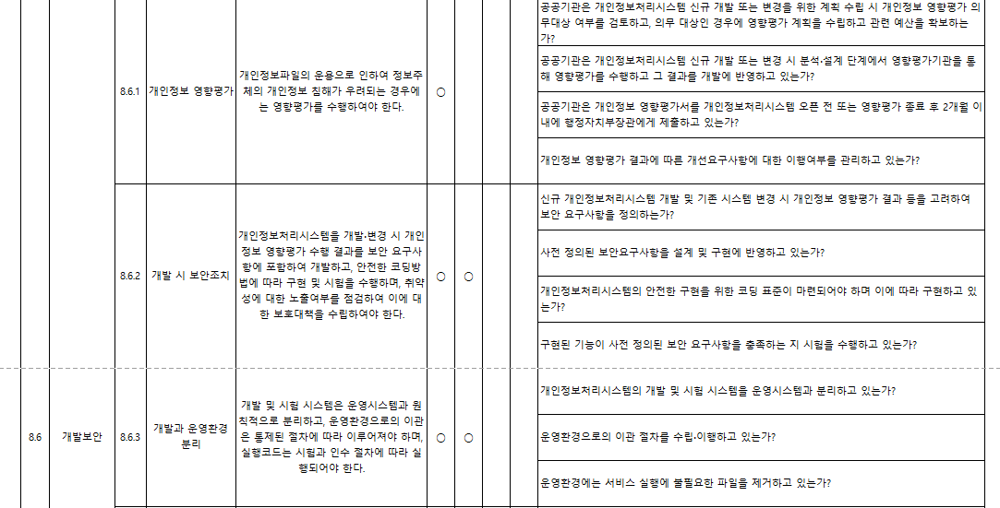 공공기관은 개인정보처리시스템 신규 개발 또는 변경을 위한 계획 수립 시 개인정보 영향평가 의
무대상 여부를 검토하고, 의무 대상인 경우에 영향평가 계획을 수립하고 관련 예산을 확보하는
가?
8.6.1
개인정보 영향평가
개인정보파일의 운용으로 인하여 정보주
체의 개인정보 침해가 우려되는 경우에
는 영향평가를 수행하여야 한다.
○
공공기관은 개인정보처리시스템 신규 개발 또는 변경 시 분석·설계 단계에서 영향평가기관을 통
해 영향평가를 수행하고 그 결과를 개발에 반영하고 있는가?
공공기관은 개인정보 영향평가서를 개인정보처리시스템 오픈 전 또는 영향평가 종료 후 2개월 이
내에 행정자치부장관에게 제출하고 있는가?
개인정보 영향평가 결과에 따른 개선요구사항에 대한 이행여부를 관리하고 있는가?
8.6.2
개발 시 보안조치
개인정보처리시스템을 개발·변경 시 개인
정보 영향평가 수행 결과를 보안 요구사
항에 포함하여 개발하고, 안전한 코딩방
법에 따라 구현 및 시험을 수행하며, 취약
성에 대한 노출여부를 점검하여 이에 대
한 보호대책을 수립하여야 한다.
○
○
신규 개인정보처리시스템 개발 및 기존 시스템 변경 시 개인정보 영향평가 결과 등을 고려하여
보안 요구사항을 정의하는가?
사전 정의된 보안요구사항을 설계 및 구현에 반영하고 있는가?
개인정보처리시스템의 안전한 구현을 위한 코딩 표준이 마련되어야 하며 이에 따라 구현하고 있
는가?
구현된 기능이 사전 정의된 보안 요구사항을 충족하는 지 시험을 수행하고 있는가?
8.6
개발보안
8.6.3
개발과 운영환경
분리
개발 및 시험 시스템은 운영시스템과 원
칙적으로 분리하고, 운영환경으로의 이관
은 통제된 절차에 따라 이루어져야 하며,
실행코드는 시험과 인수 절차에 따라 실
행되어야 한다.
○
○
개인정보처리시스템의 개발 및 시험 시스템을 운영시스템과 분리하고 있는가?
운영환경으로의 이관 절차를 수립·이행하고 있는가?
운영환경에는 서비스 실행에 불필요한 파일을 제거하고 있는가?